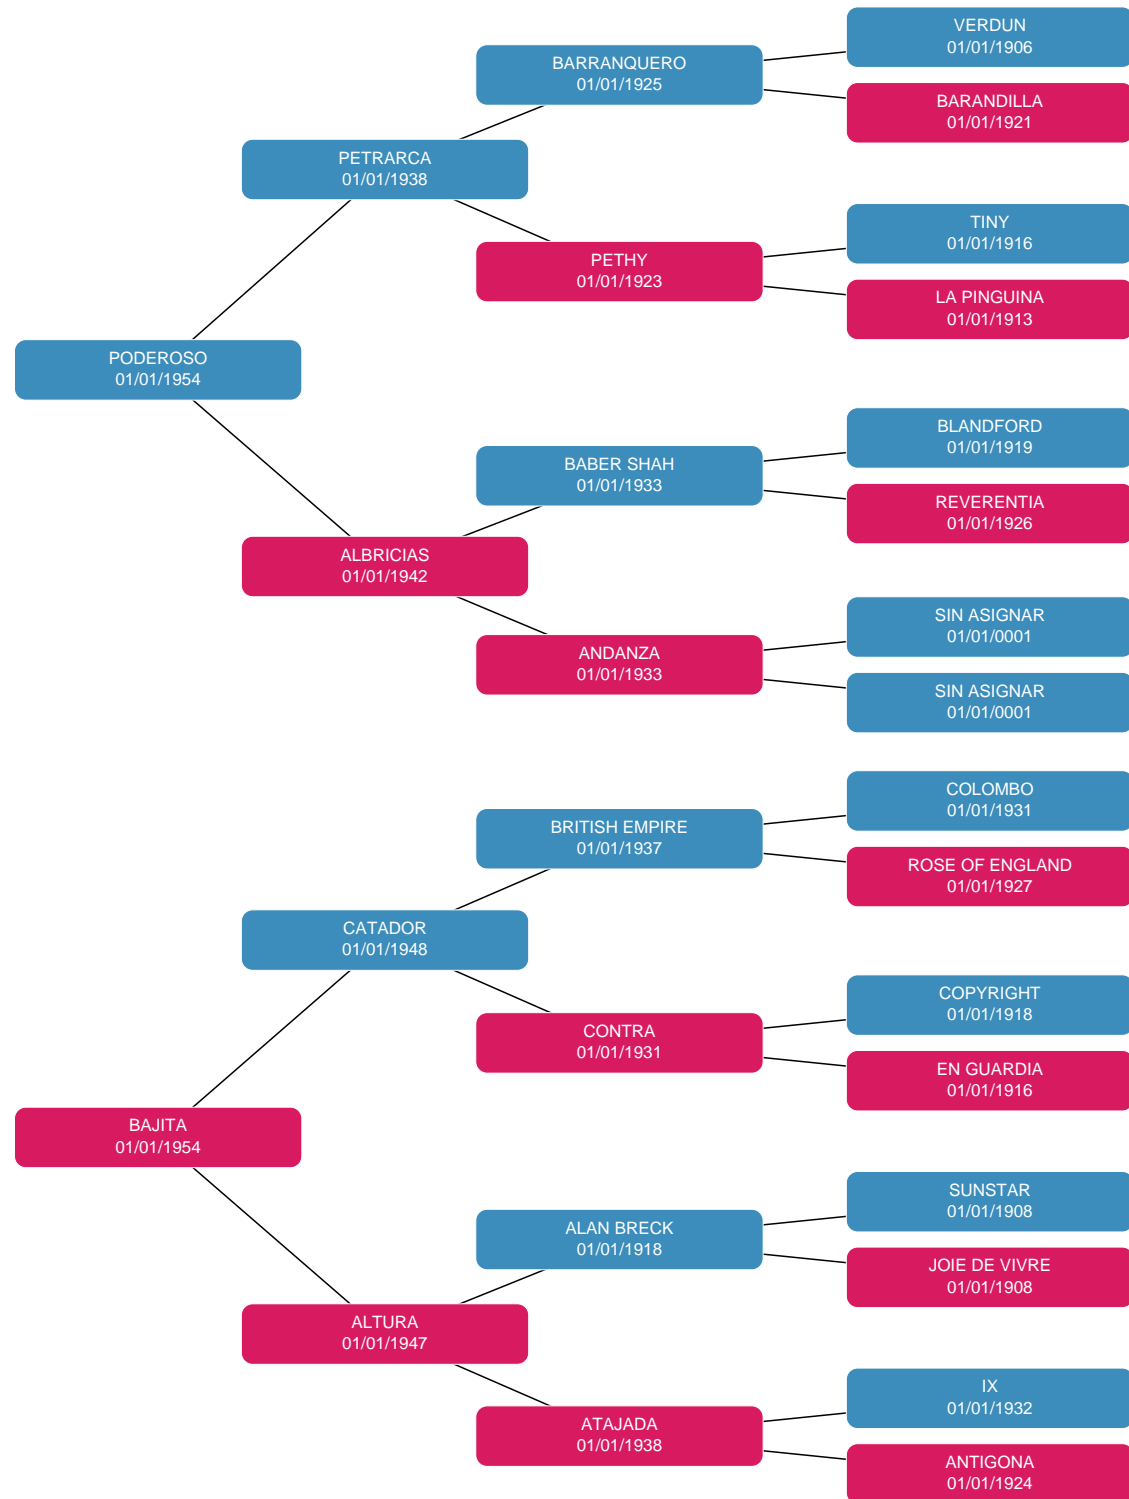 VERDUN
01/01/1906
BARRANQUERO
01/01/1925
BARANDILLA
01/01/1921
PETRARCA
01/01/1938
TINY
01/01/1916
PETHY
01/01/1923
LA PINGUINA
01/01/1913
PODEROSO
01/01/1954
BLANDFORD
01/01/1919
BABER SHAH
01/01/1933
REVERENTIA
01/01/1926
ALBRICIAS
01/01/1942
SIN ASIGNAR
01/01/0001
ANDANZA
01/01/1933
SIN ASIGNAR
01/01/0001
COLOMBO
01/01/1931
BRITISH EMPIRE
01/01/1937
ROSE OF ENGLAND
01/01/1927
CATADOR
01/01/1948
COPYRIGHT
01/01/1918
CONTRA
01/01/1931
EN GUARDIA
01/01/1916
BAJITA
01/01/1954
SUNSTAR
01/01/1908
ALAN BRECK
01/01/1918
JOIE DE VIVRE
01/01/1908
ALTURA
01/01/1947
IX
01/01/1932
ATAJADA
01/01/1938
ANTIGONA
01/01/1924